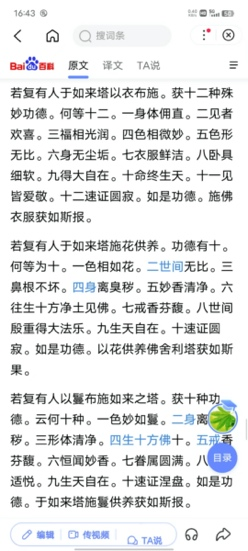 16:43
83
搜词条
Bai百科
原文
译文
TA说
若复有人于如来塔以衣布施。获十二种殊
妙功德。何等十二。一身体佣直。二见者
欢喜。三福相光润。四色相微妙。五色形
无比。六身无尘垢。七衣服鲜洁。八卧具
细软。九得大自在。十命终生天。十一见
皆爱敬。十二速证圆寂。如是功德。施佛
衣服获如斯报。
若复有人于如来塔施花供养。功德有十。
何等为十。一色相如花。二世间无比。三
鼻根不坏。四身离臭秽。五妙香清净。六
往生十方净土见佛。七戒香芬馥。八世间
殷重得大法乐。九生天自在。十速证圆
寂。如是功德。以花供养佛舍利塔获如斯
果。
若有人以鬘布施如来之塔。获十种功
德。云何十种。一色妙如鬘。二身离
秽。三形体清净。四生十方佛十。五戒香
芬馥。六恒闻妙香。七眷属圆满。八
适悦。九生天自在。十速证涅盘。如是功
德。于如来塔施鬘供养获如斯报。
目录
编辑
传视频
TA说